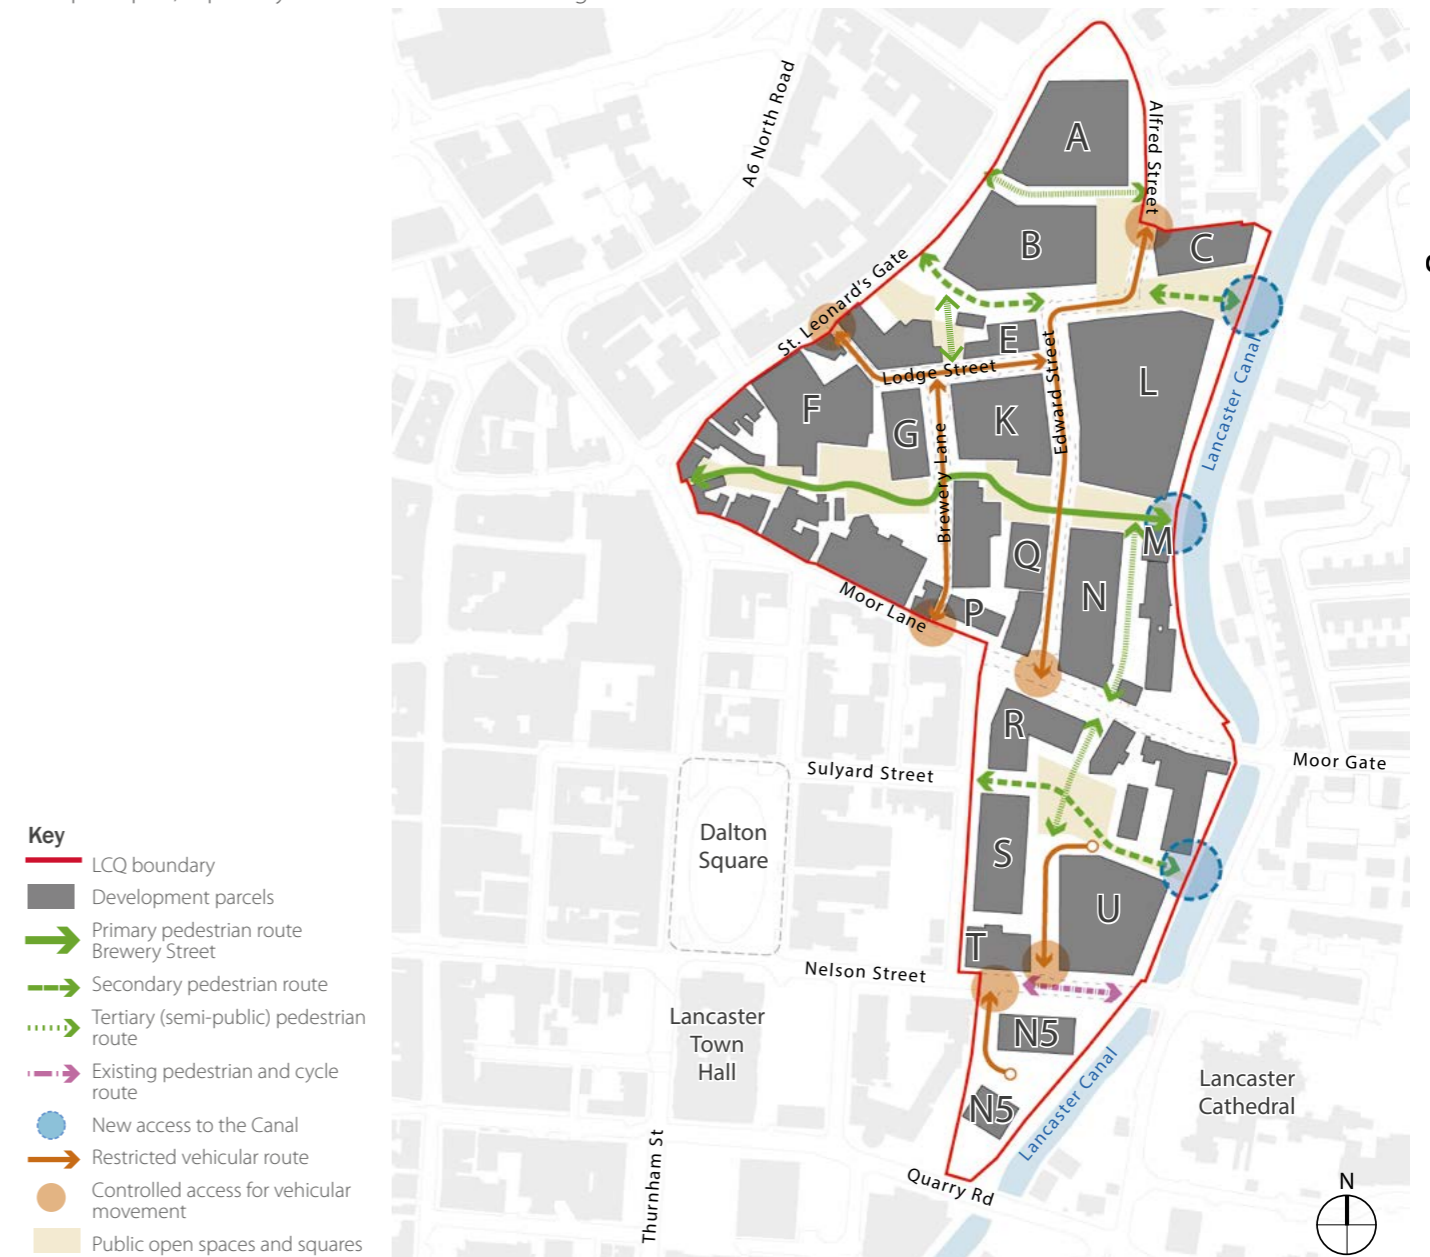 A6 North Road
Alfred Street
A
B
C
St. Leonard's Gate
E
Lodge Street
Edward Street
L
Lancaster Canal
F
G
K
Brewery Lane
M
Q
N
Moor Lane
P
R
Sulyard Street
Moor Gate
Dalton
Square
S
U
T
Nelson Street
Lancaster
Town
Hall
N5
N5
Lancaster Canal
Lancaster
Cathedral
Thurnham St
Quarry Rd
N
Key
LCQ boundary
Development parcels
Primary pedestrian route
Brewery Street
Secondary pedestrian route
Tertiary (semi-public) pedestrian
route
Existing pedestrian and cycle
route
New access to the Canal
Restricted vehicular route
Controlled access for vehicular
movement
Public open spaces and squares